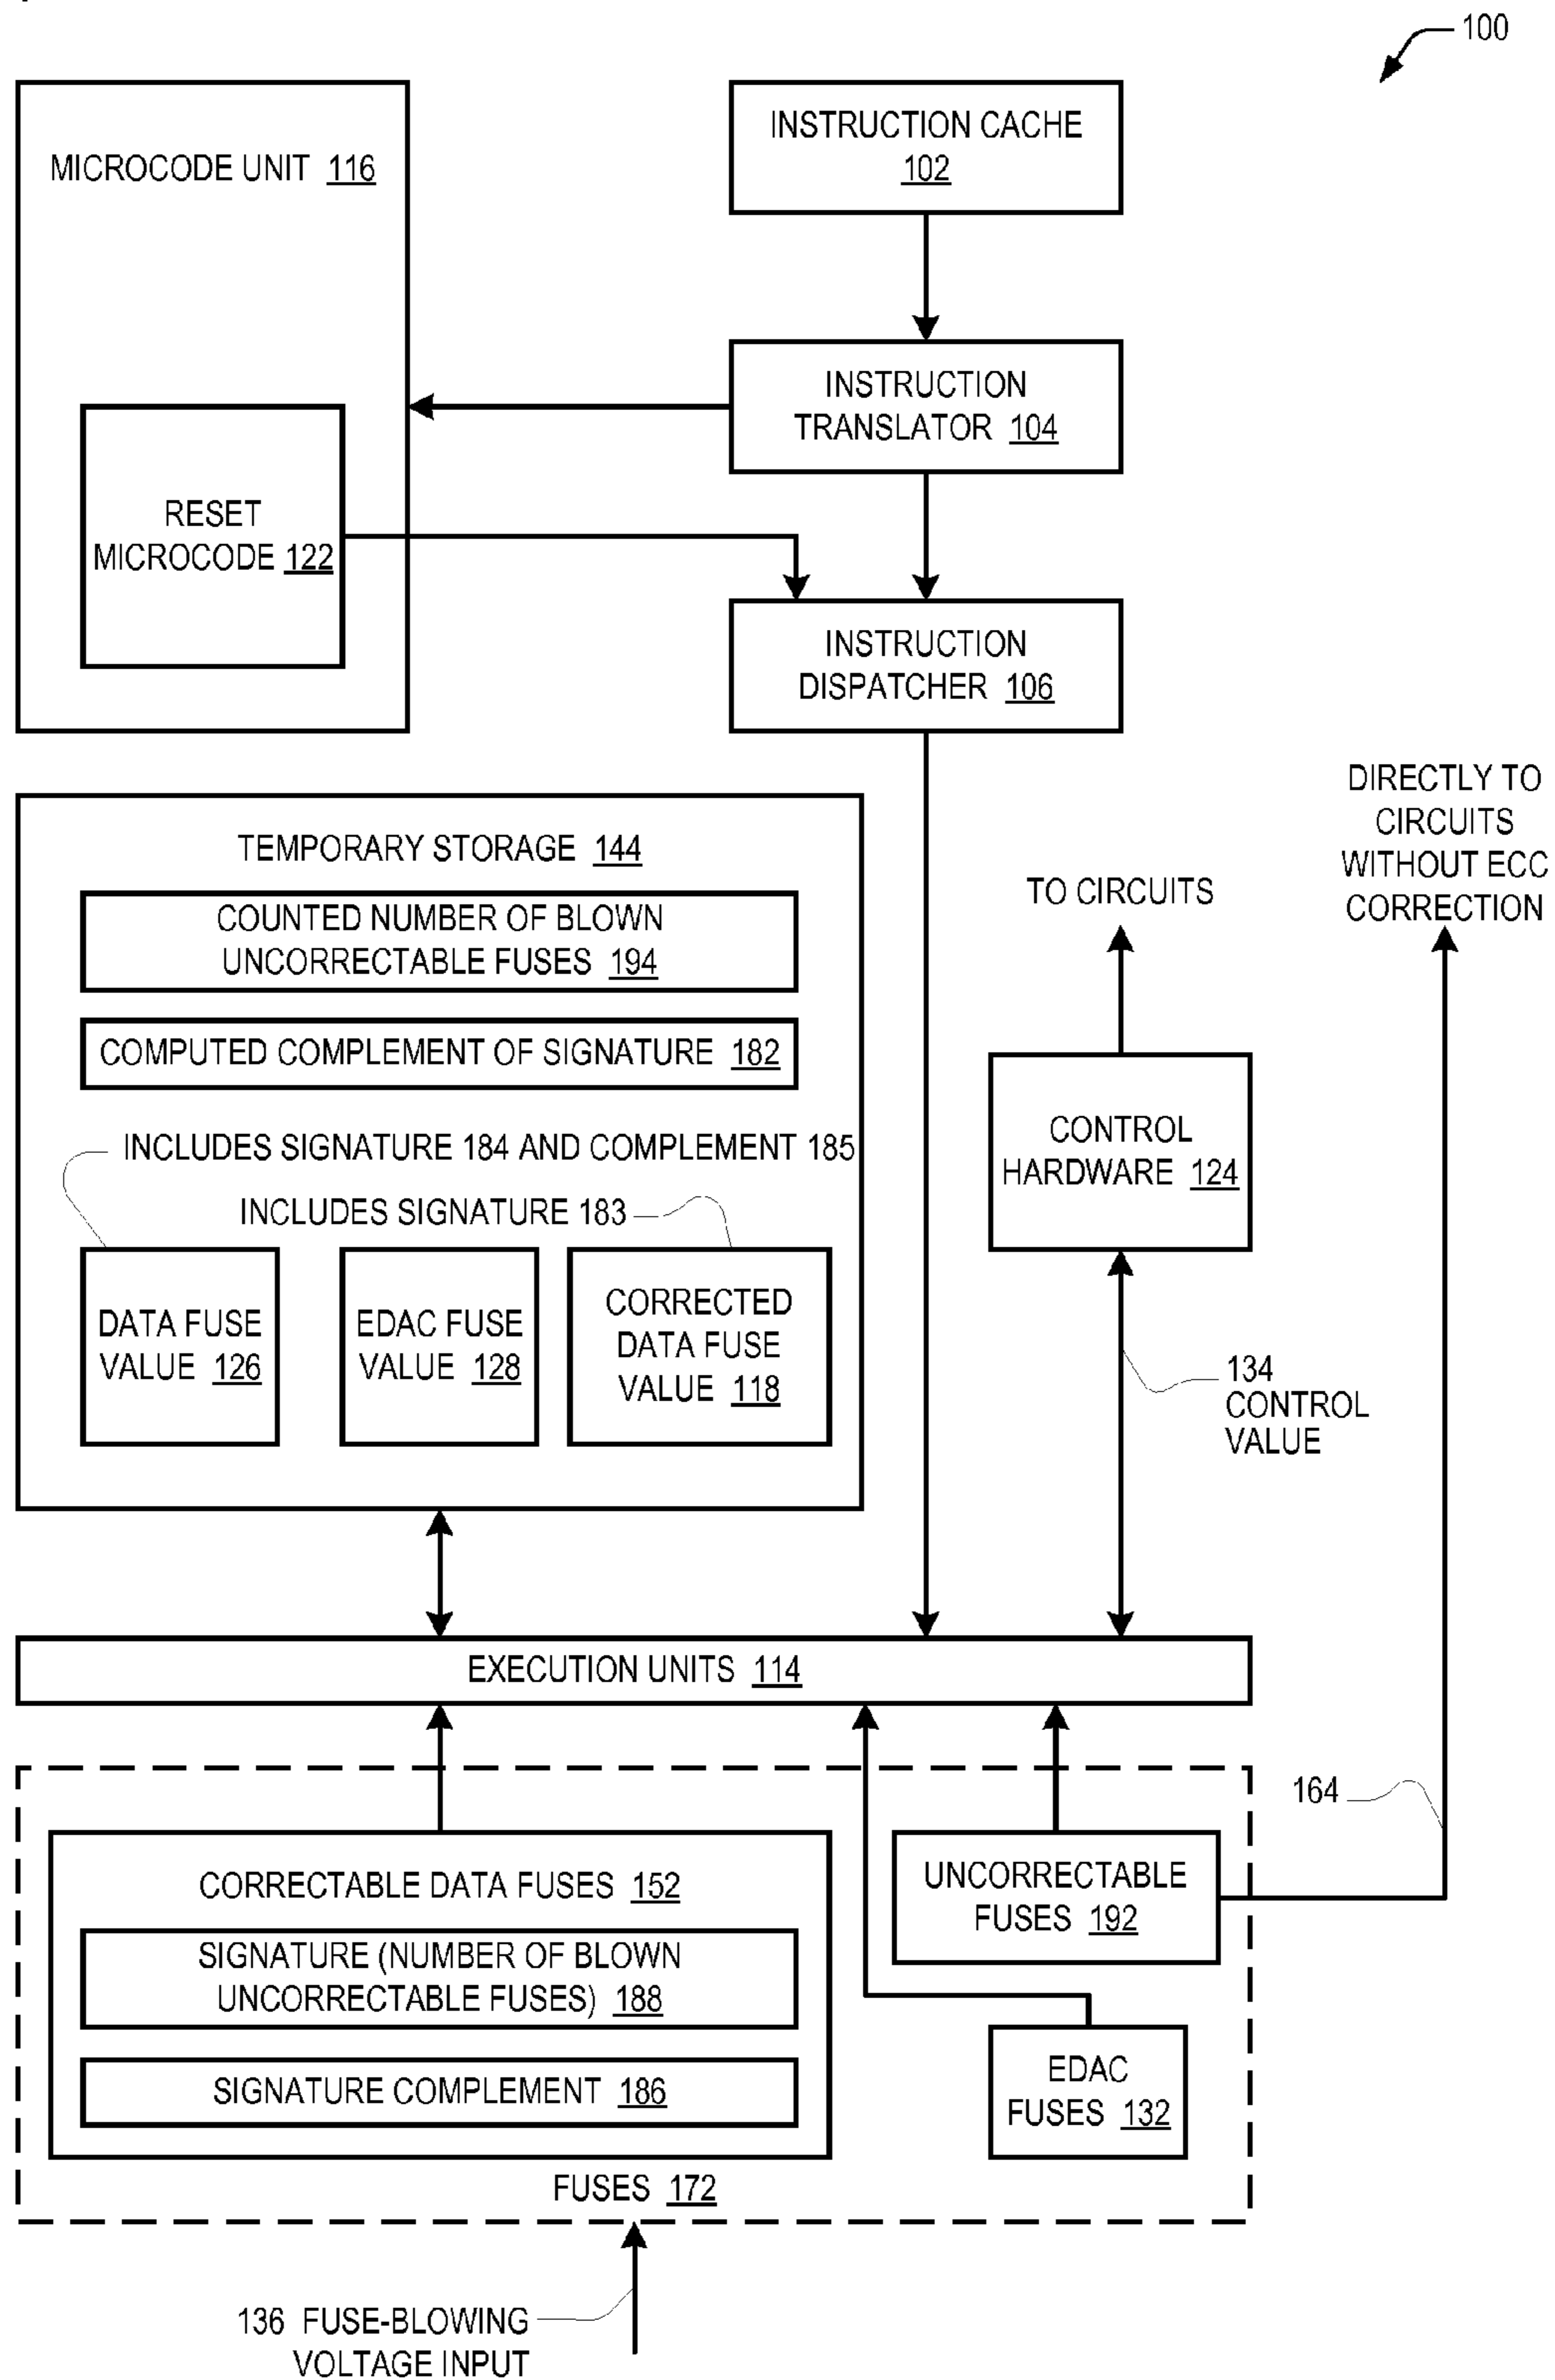 100
MICROCODE UNIT 116
INSTRUCTION CACHE
102
INSTRUCTION
TRANSLATOR 104
RESET
MICROCODE 122
INSTRUCTION
DISPATCHER 106
DIRECTLY TO
CIRCUITS
WITHOUT ECC
CORRECTION
TEMPORARY STORAGE 144
TO CIRCUITS
COUNTED NUMBER OF BLOWN
UNCORRECTABLE FUSES 194
COMPUTED COMPLEMENT OF SIGNATURE 182
CONTROL
HARDWARE 124
INCLUDES SIGNATURE 184 AND COMPLEMENT 185
INCLUDES SIGNATURE 183
DATA FUSE
VALUE 126
EDAC FUSE
VALUE 128
CORRECTED
DATA FUSE
VALUE 118
134
CONTROL
VALUE
EXECUTION UNITS 114
164
CORRECTABLE DATA FUSES 152
SIGNATURE (NUMBER OF BLOWN
UNCORRECTABLE FUSES) 188
SIGNATURE COMPLEMENT 186
UNCORRECTABLE
FUSES 192
EDAC
FUSES 132
FUSES 172
136 FUSE-BLOWING
VOLTAGE INPUT